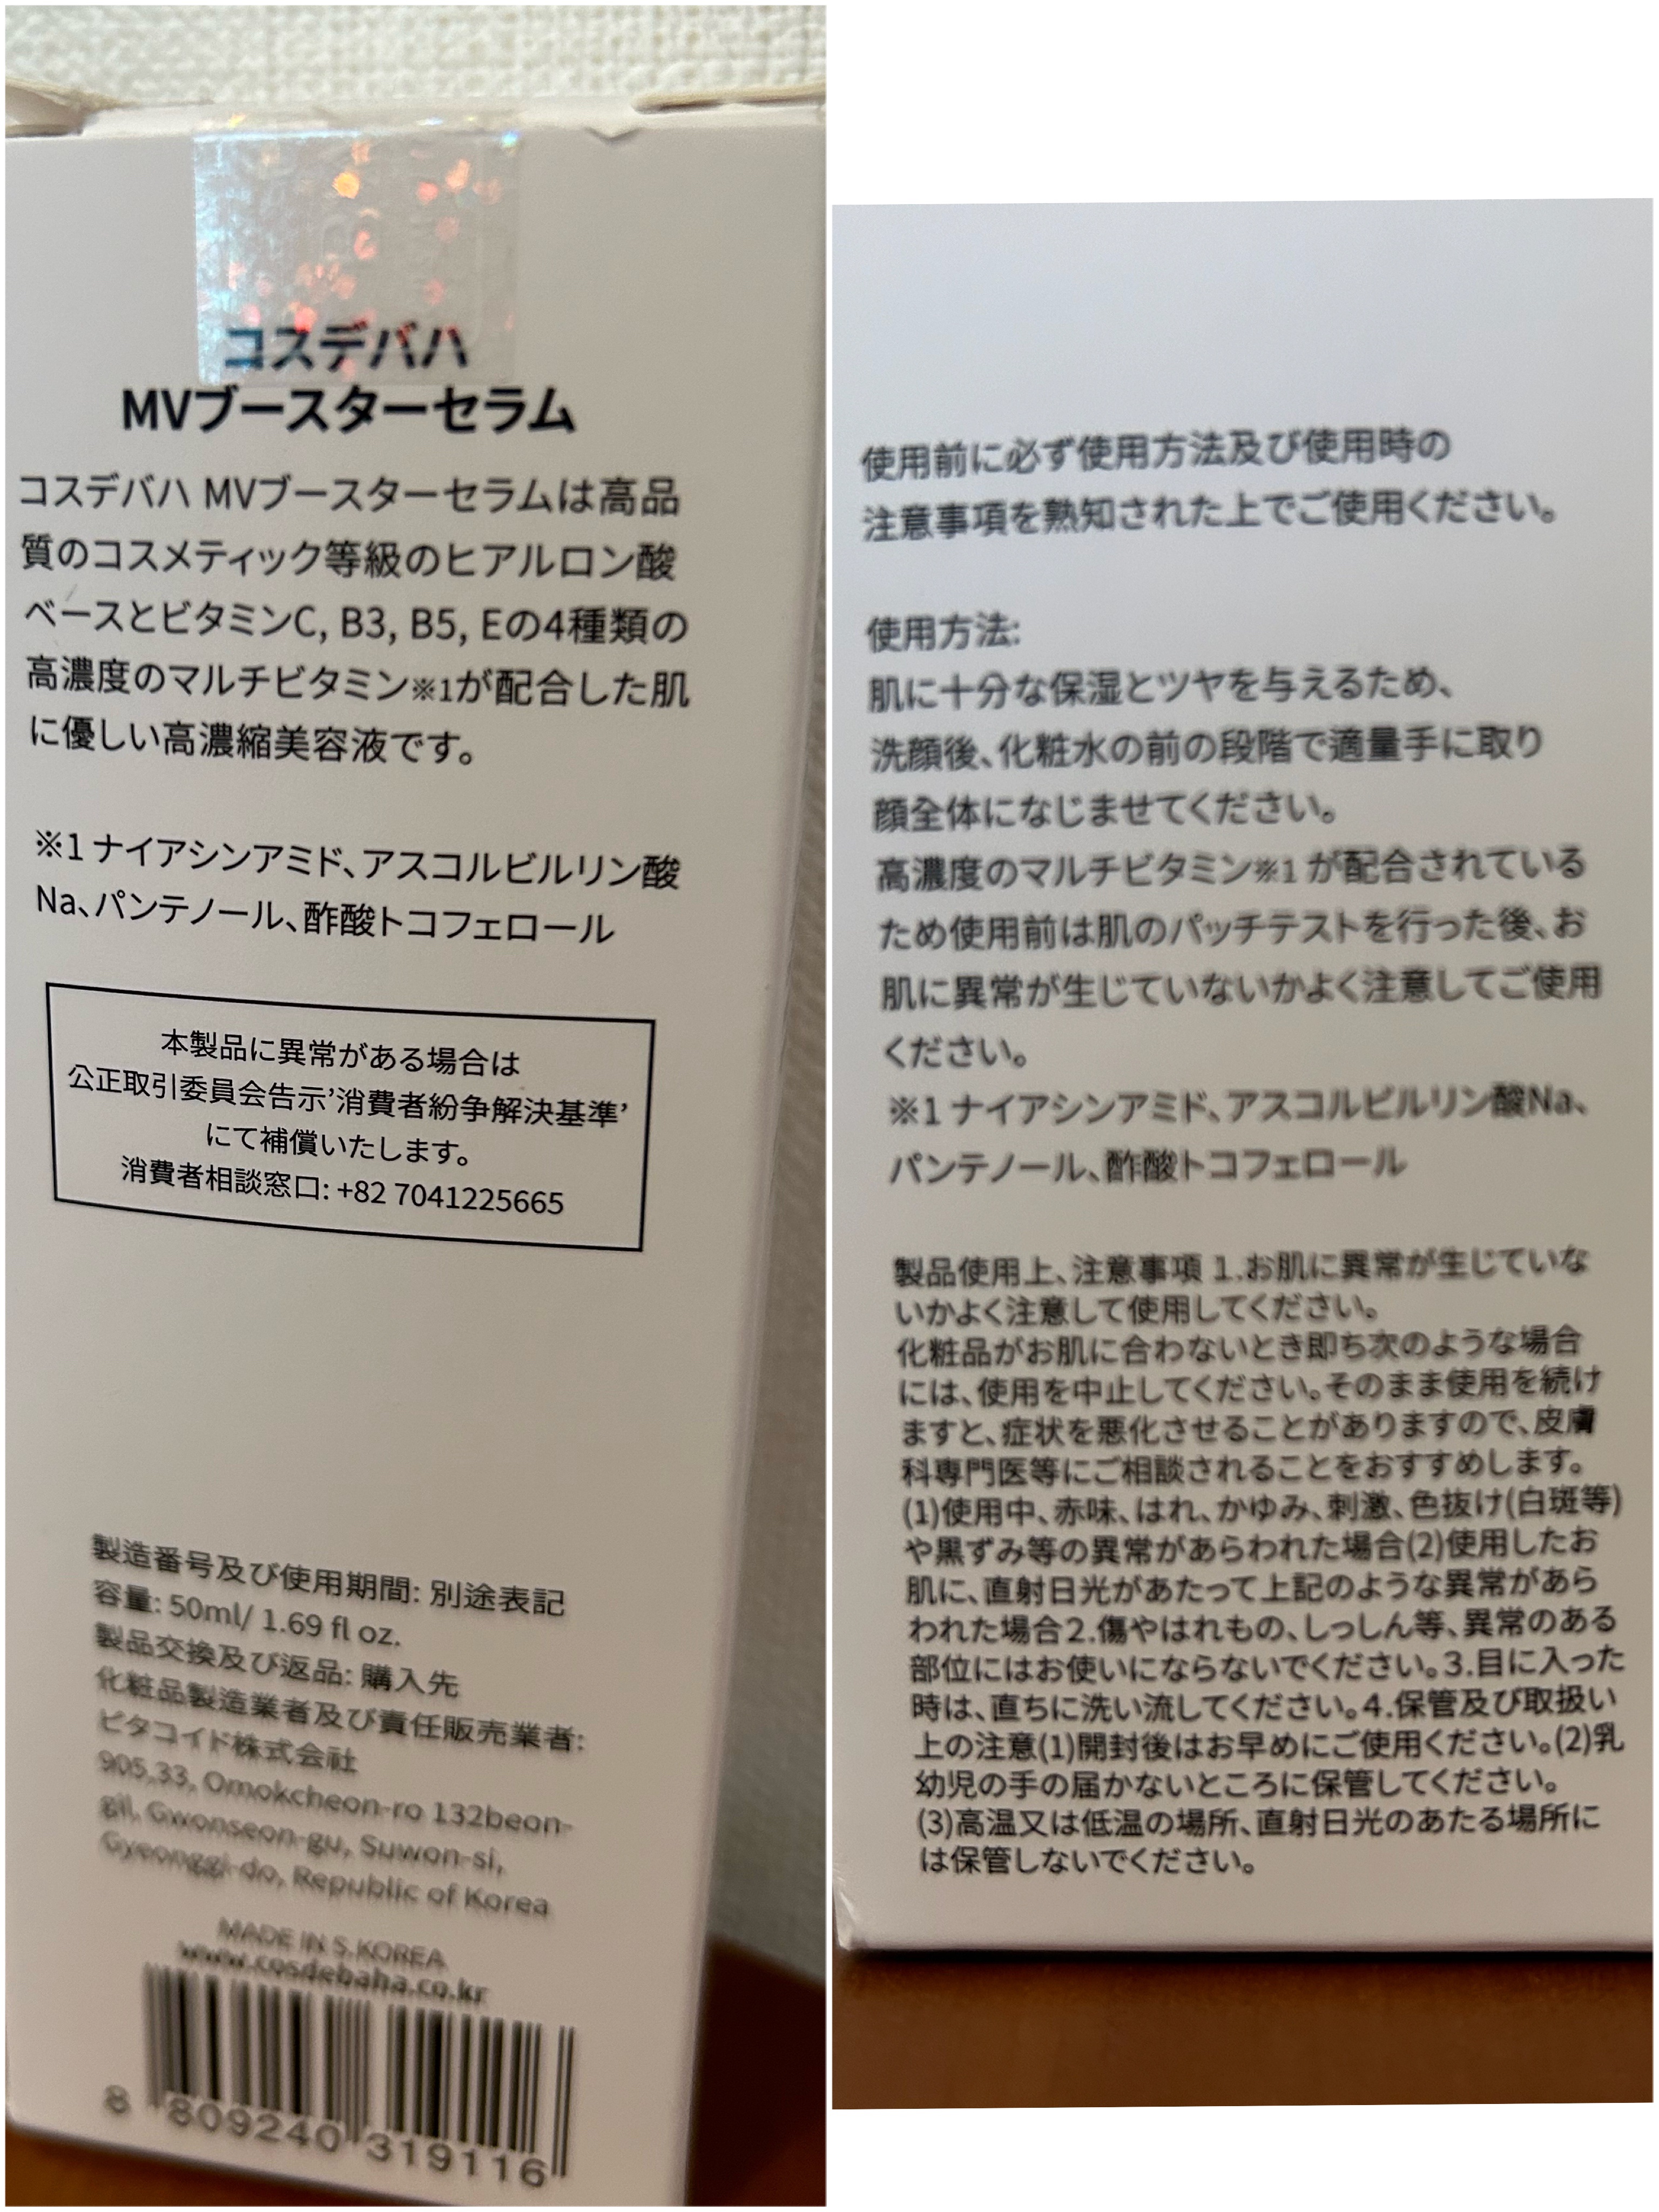 コスデバハ
MVブースターセラム
コスデバハ MVブースターセラムは高品
質のコスメティック等級のヒアルロン酸
ベースとビタミンC, B3, B5, Eの4種類の
高濃度のマルチビタミン※1が配合した肌
に優しい高濃縮美容液です。
※1 ナイアシンアミド、アスコルビルリン酸
Na、パンテノール、酢酸トコフェロール
本製品に異常がある場合は
公正取引委員会告示’消費者紛争解決基準’
にて補償いたします。
消費者相談窓口: +82 7041225665
製造番号及び使用期間: 別途表記
容量: 50ml/ 1.69 fl oz.
製品交換及び返品: 購入先
化粧品製造業者及び責任販売業者:
ピタコイド株式会社
905,33, Omokcheon-ro 132beon-
gil, Gwonseon-gu, Suwon-si,
Gyeonggi-do, Republic of Korea
MADE IN S.KOREA
www.cosdebaha.co.kr
8 809240 319116
使用前に必ず使用方法及び使用時の
注意事項を熟知された上でご使用ください。
使用方法:
肌に十分な保湿とツヤを与えるため、
洗顔後、化粧水の前の段階で適量手に取り
顔全体になじませてください。
高濃度のマルチビタミン※1 が配合されている
ため使用前は肌のパッチテストを行った後、お
肌に異常が生じていないかよく注意してご使用
ください。
※1 ナイアシンアミド、アスコルビルリン酸Na、
パンテノール、酢酸トコフェロール
製品使用上、注意事項 1.お肌に異常が生じていな
いかよく注意して使用してください。
化粧品がお肌に合わないとき即ち次のような場合
には、使用を中止してください。そのまま使用を続け
ますと、症状を悪化させることがありますので、皮膚
科専門医等にご相談されることをおすすめします。
(1)使用中、赤味、はれ、かゆみ、刺激、色抜け(白斑等)
や黒ずみ等の異常があらわれた場合(2)使用したお
肌に、直射日光があたって上記のような異常があら
われた場合2.傷やはれもの、しっしん等、異常のある
部位にはお使いにならないでください。3.目に入った
時は、直ちに洗い流してください。4.保管及び取扱い
上の注意(1)開封後はお早めにご使用ください。(2)乳
幼児の手の届かないところに保管してください。
(3)高温又は低温の場所、直射日光のあたる場所に
は保管しないでください。